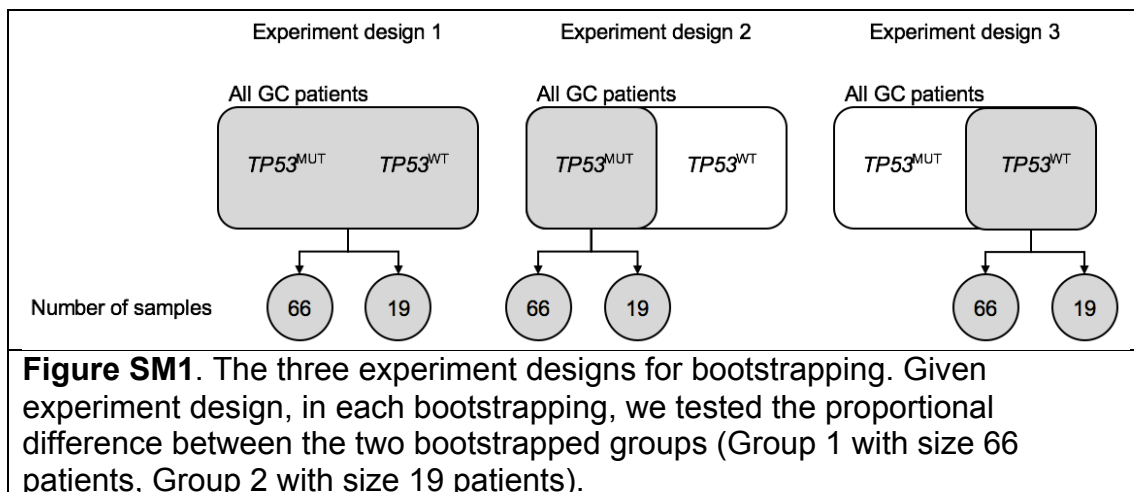 Experiment design 1 Experiment design 2 Experiment design 3
All GC patients All GC patients All GC patients
TP53MUT TP53WT TP53MUT TP53WT TP53MUT TP53WT
Number of samples 66 19 66 19 66 19
Figure SM1. The three experiment designs for bootstrapping. Given
experiment design, in each bootstrapping, we tested the proportional
difference between the two bootstrapped groups (Group 1 with size 66
patients, Group 2 with size 19 patients).